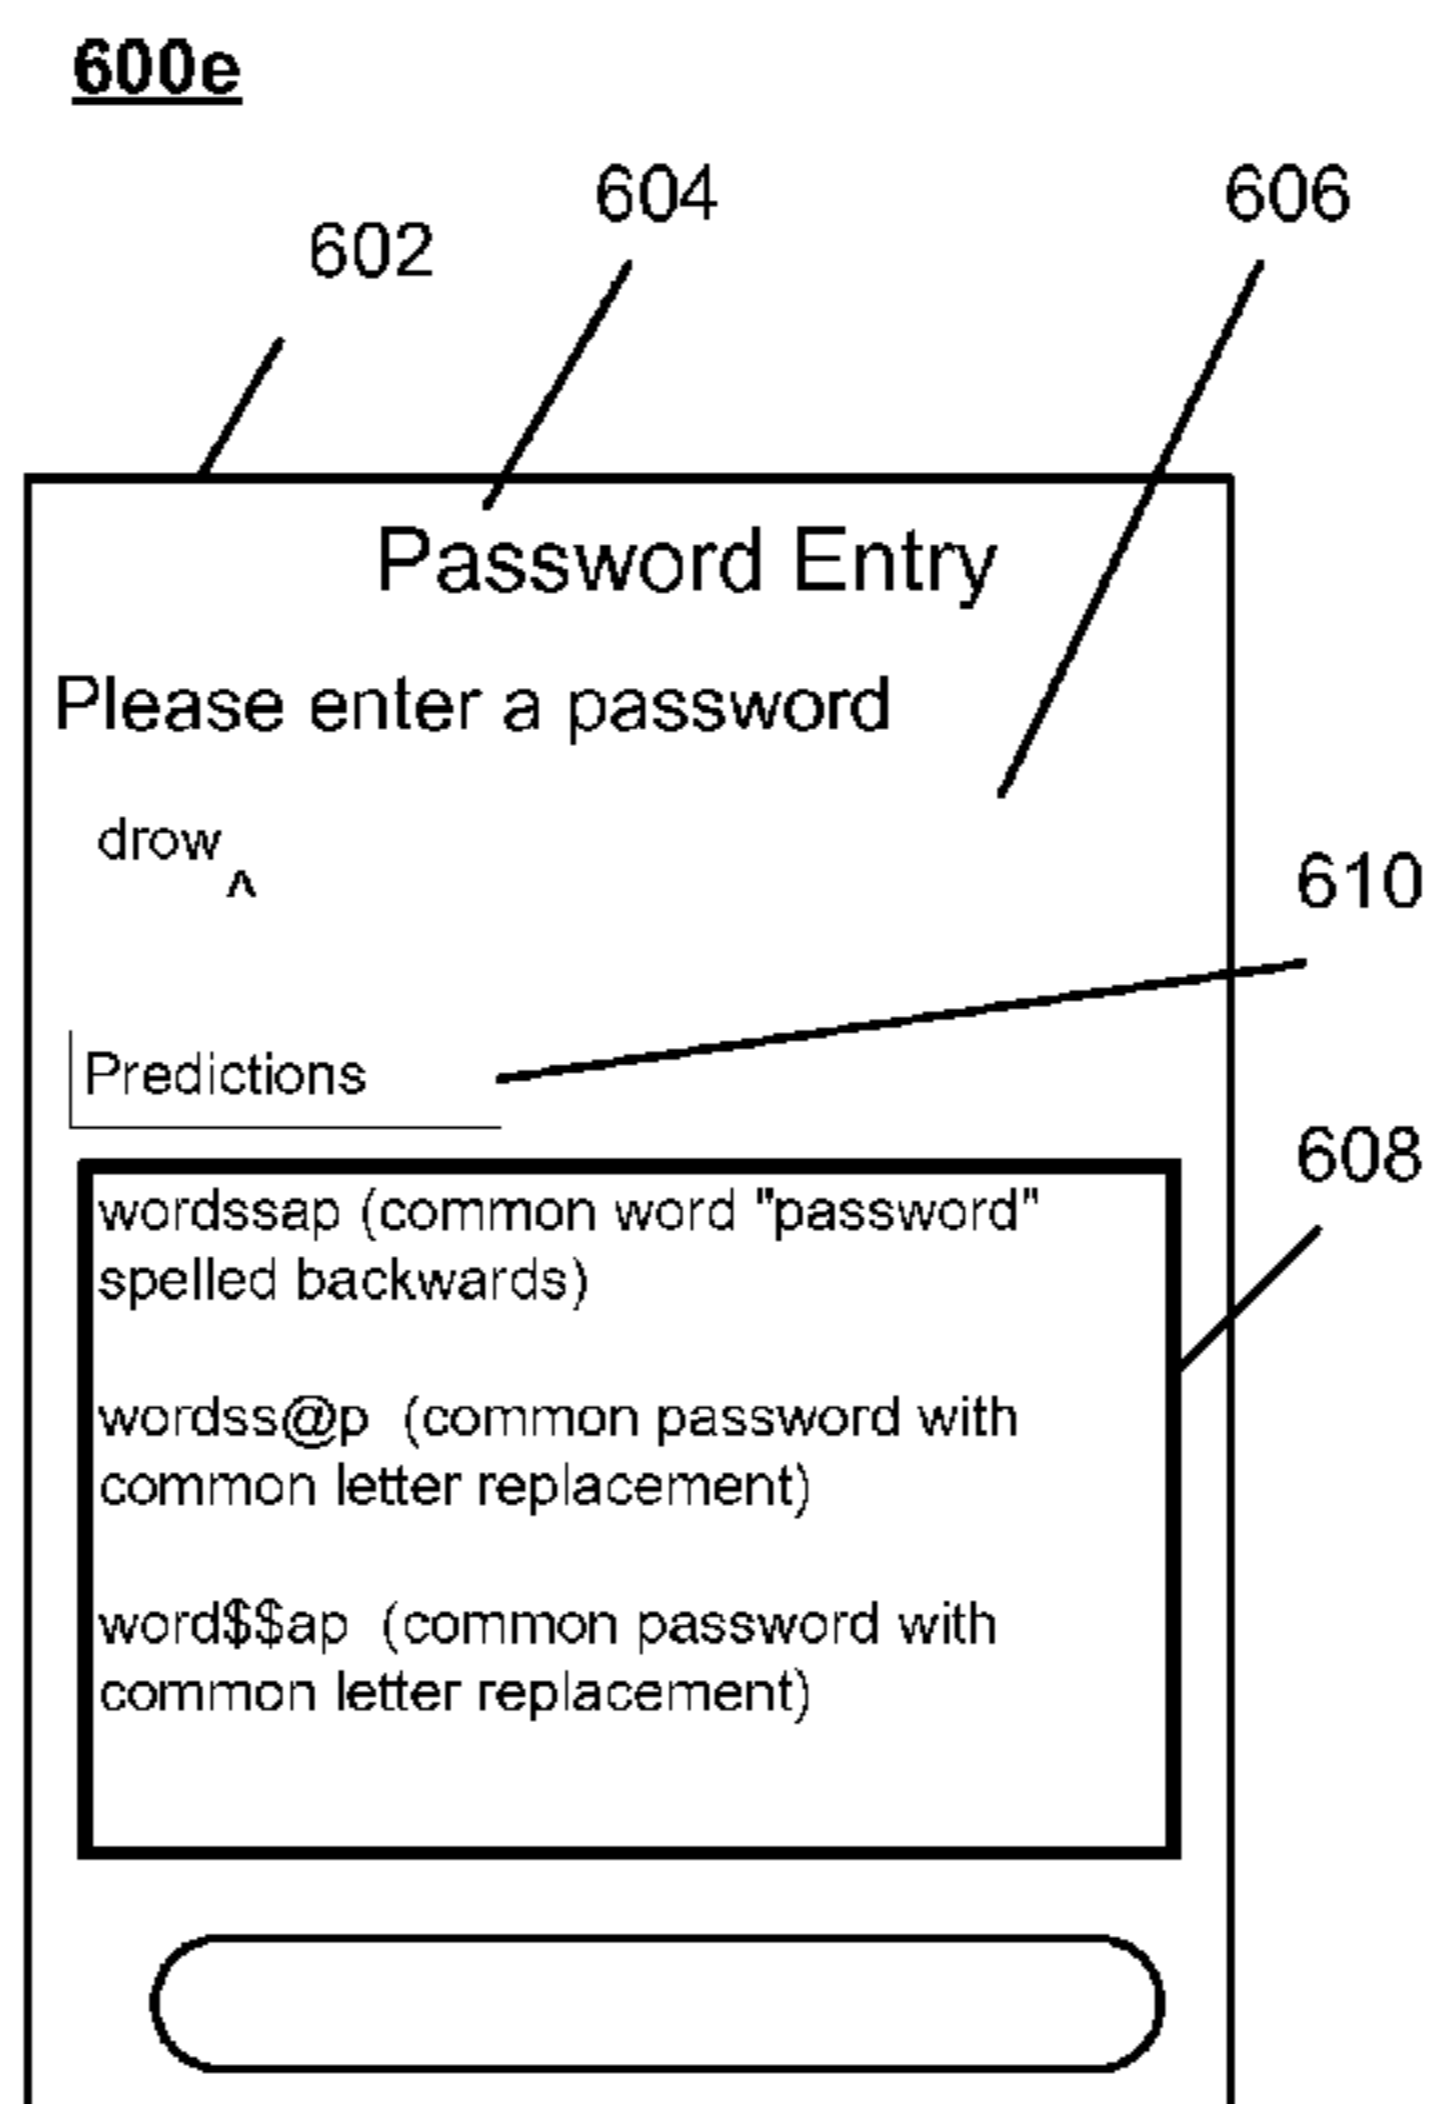 600e
604
606
602
Password Entry
Please enter a password
drow
^
610
Predictions
608
wordssap (common word "password"
spelled backwards)
wordss@p (common password with
common letter replacement)
word$$ap (common password with
common letter replacement)